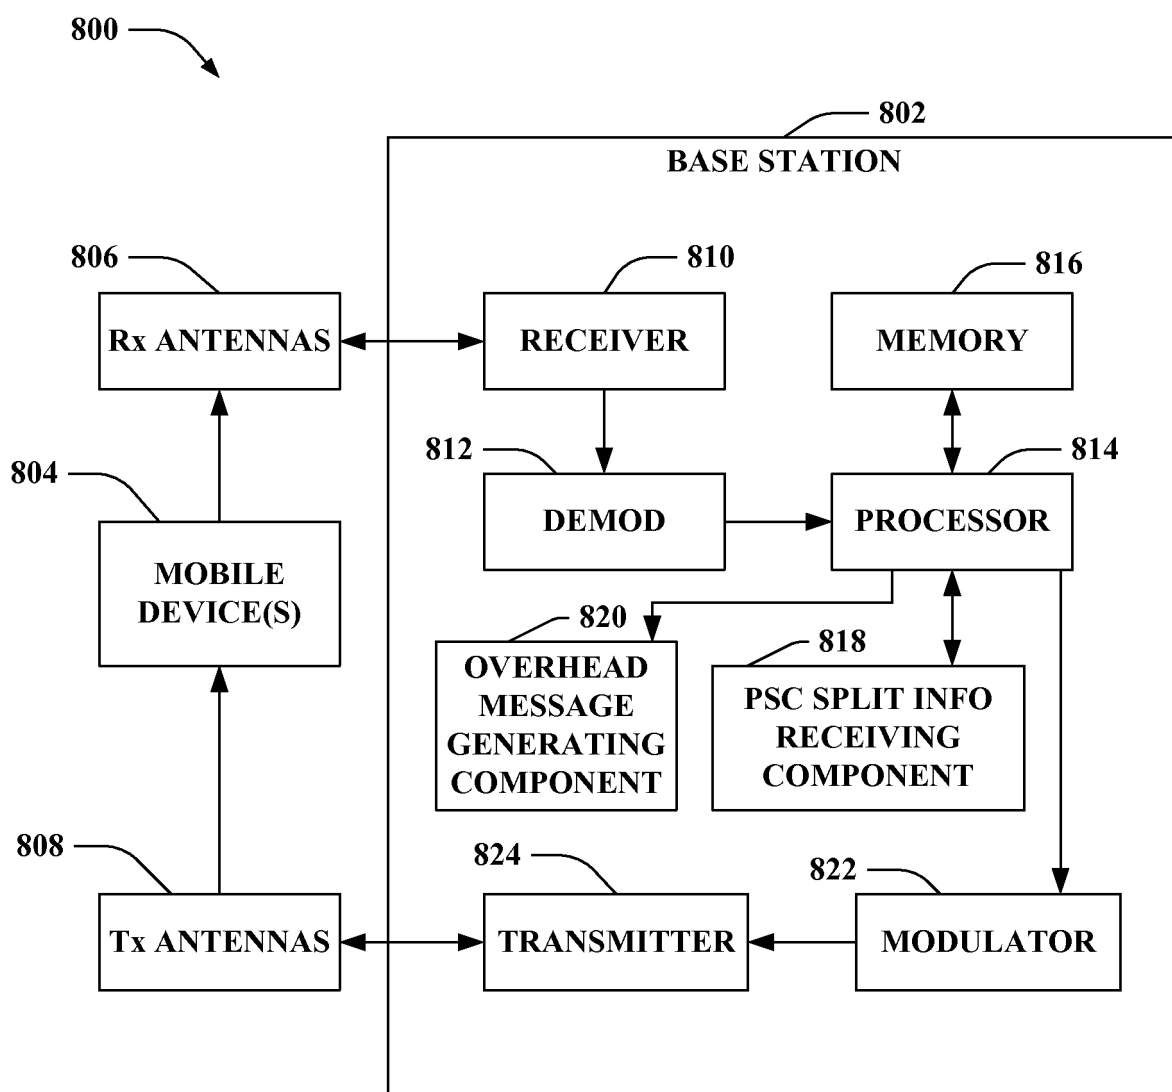 800
802
BASE STATION
806
810
816
Rx ANTENNAS
RECEIVER
MEMORY
804
812
814
MOBILE
DEVICE(S)
DEMOD
PROCESSOR
820
OVERHEAD
MESSAGE
GENERATING
COMPONENT
818
PSC SPLIT INFO
RECEIVING
COMPONENT
808
824
822
Tx ANTENNAS
TRANSMITTER
MODULATOR